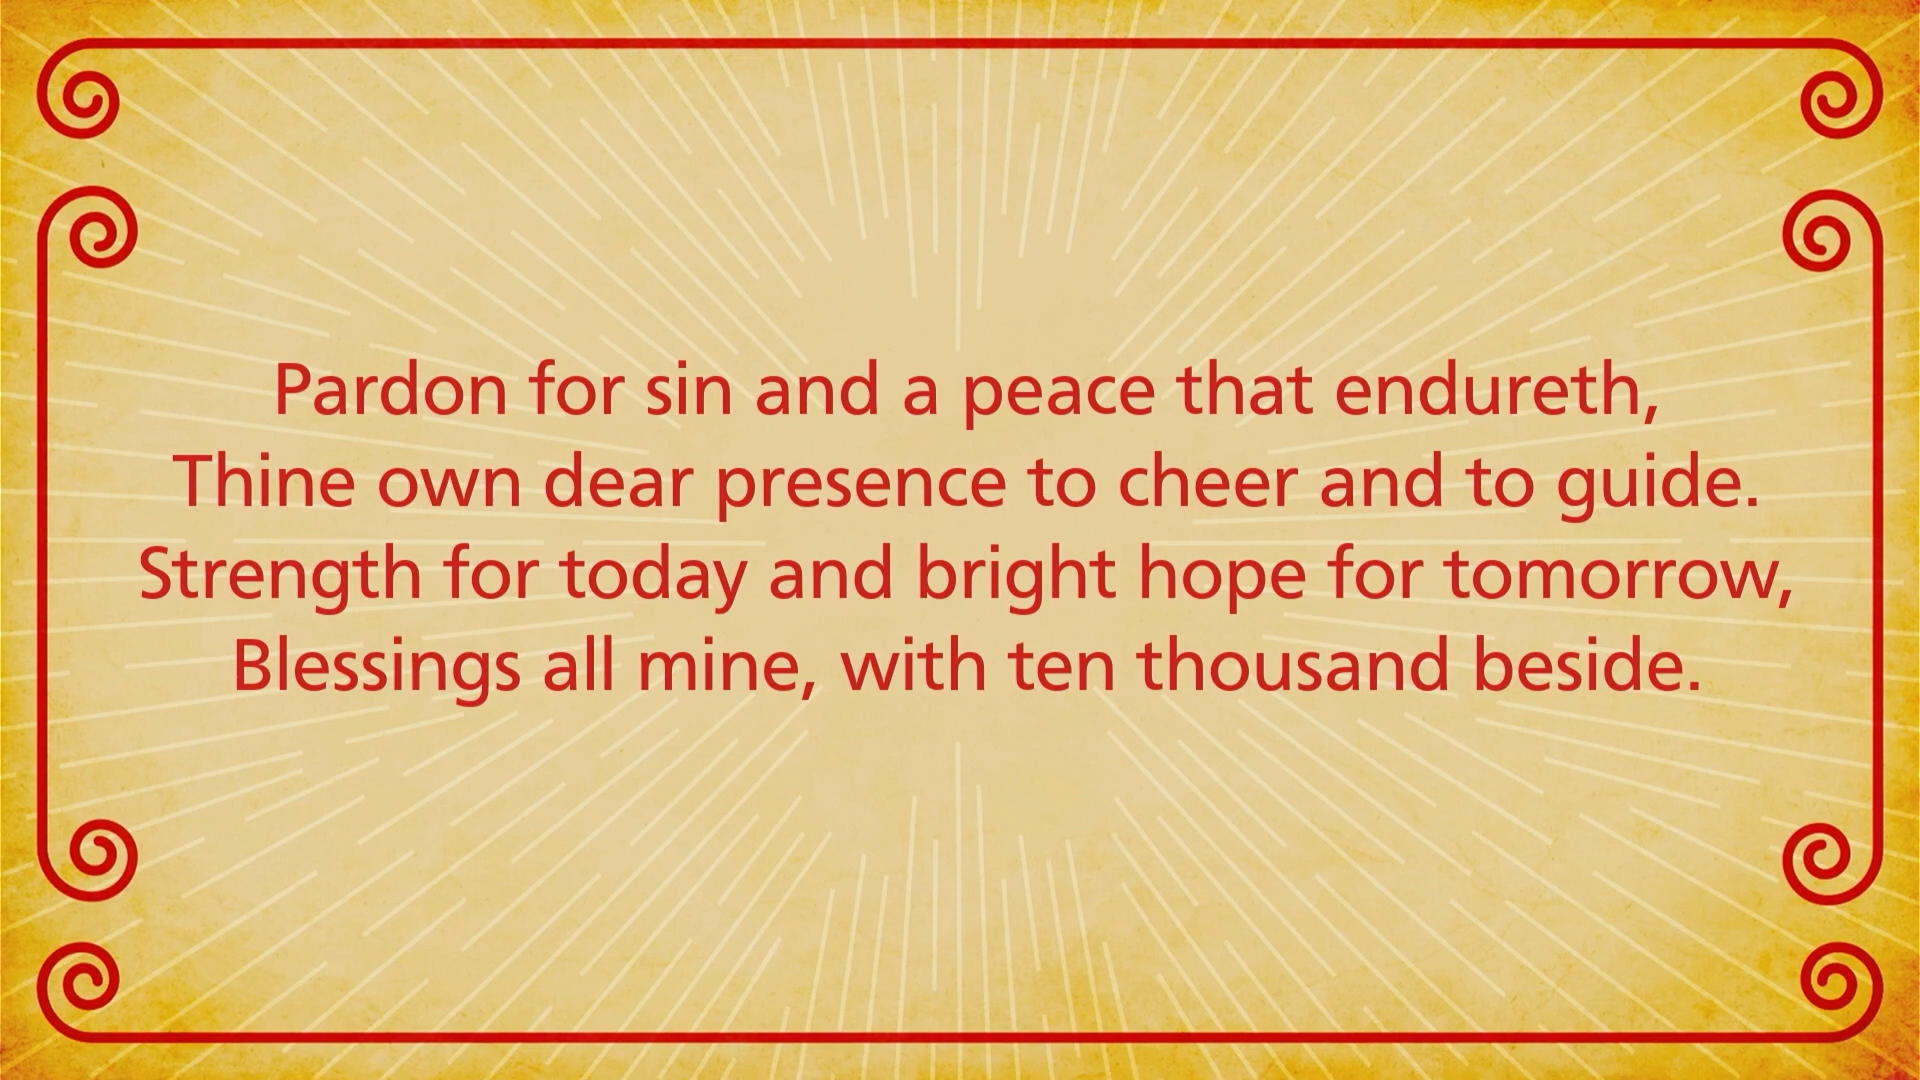 Pardon for sin and a peace that endureth,
Thine own dear presence to cheer and to guide.
Strength for today and bright hope for tomorrow,
Blessings all mine, with ten thousand beside.